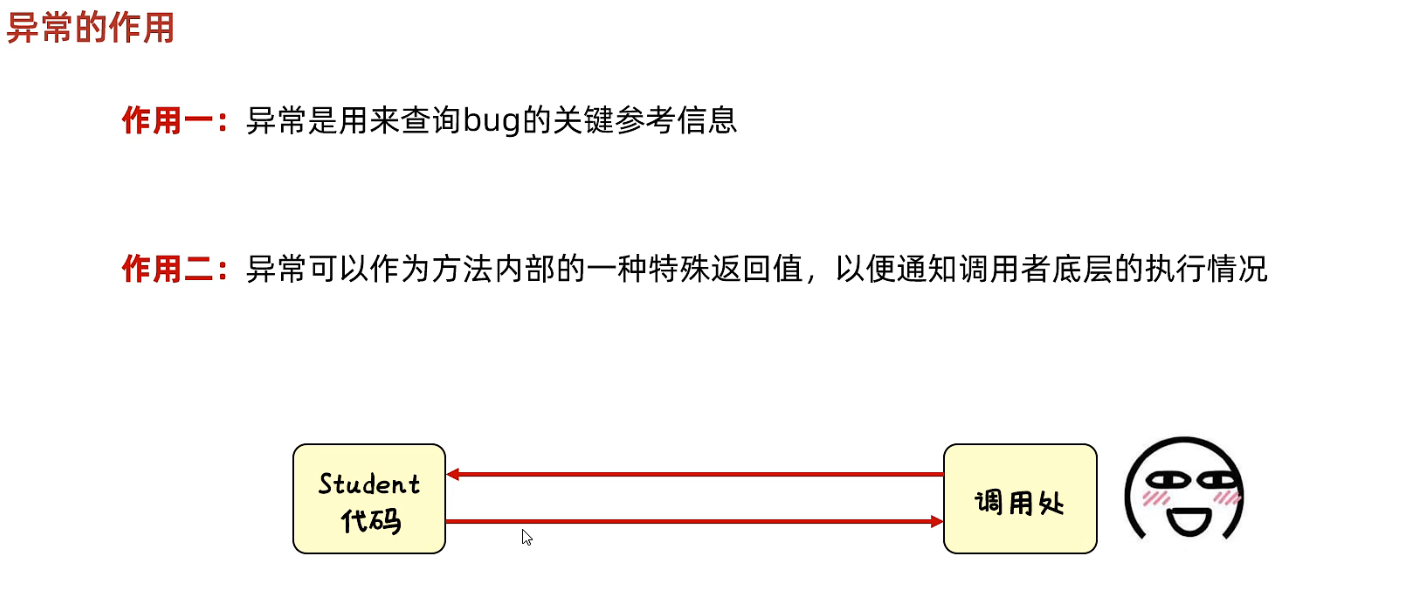 异常的作用
作用一：异常是用来查询bug的关键参考信息
作用二：异常可以作为方法内部的一种特殊返回值，以便通知调用者底层的执行情况
Student
代码
调用处